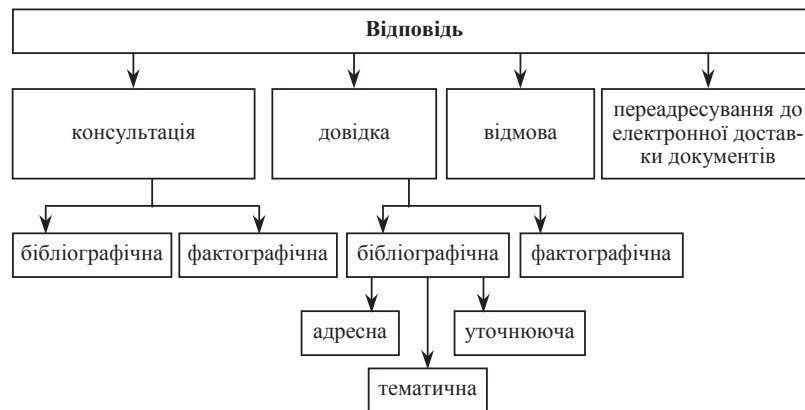 Відповідь
консультація
довідка
відмова
переадресування до
електронної достав-
ки документів
бібліографічна
фактографічна
бібліографічна
фактографічна
адресна
уточнююча
тематична